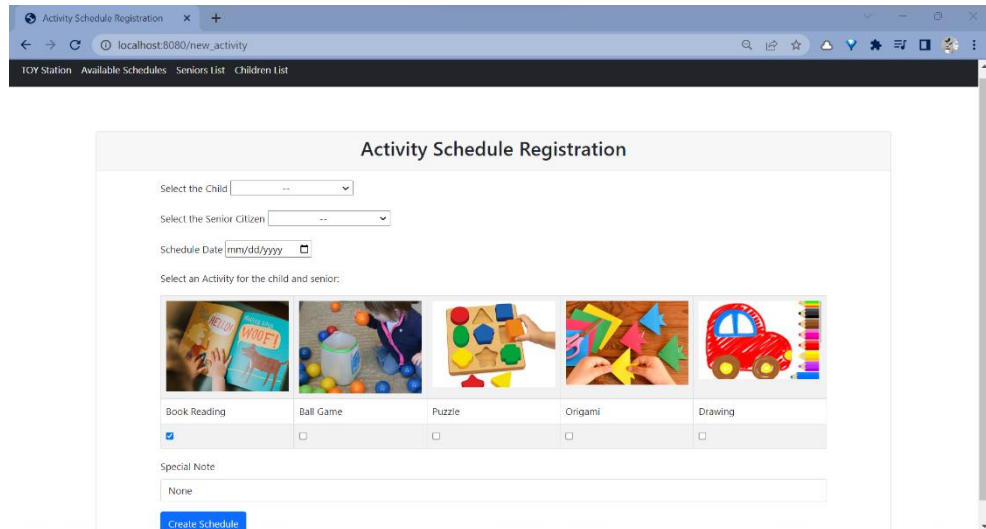 Activity Schedule Registration
localhost:8080/new_activity
TOY Station Available Schedules Seniors List Children List
Activity Schedule Registration
Select the Child --
Select the Senior Citizen --
Schedule Date mm/dd/yyyy
Select an Activity for the child and senior:
HELLO! WOOF!
Book Reading Ball Game Puzzle Origami Drawing
Special Note
None
Create Schedule